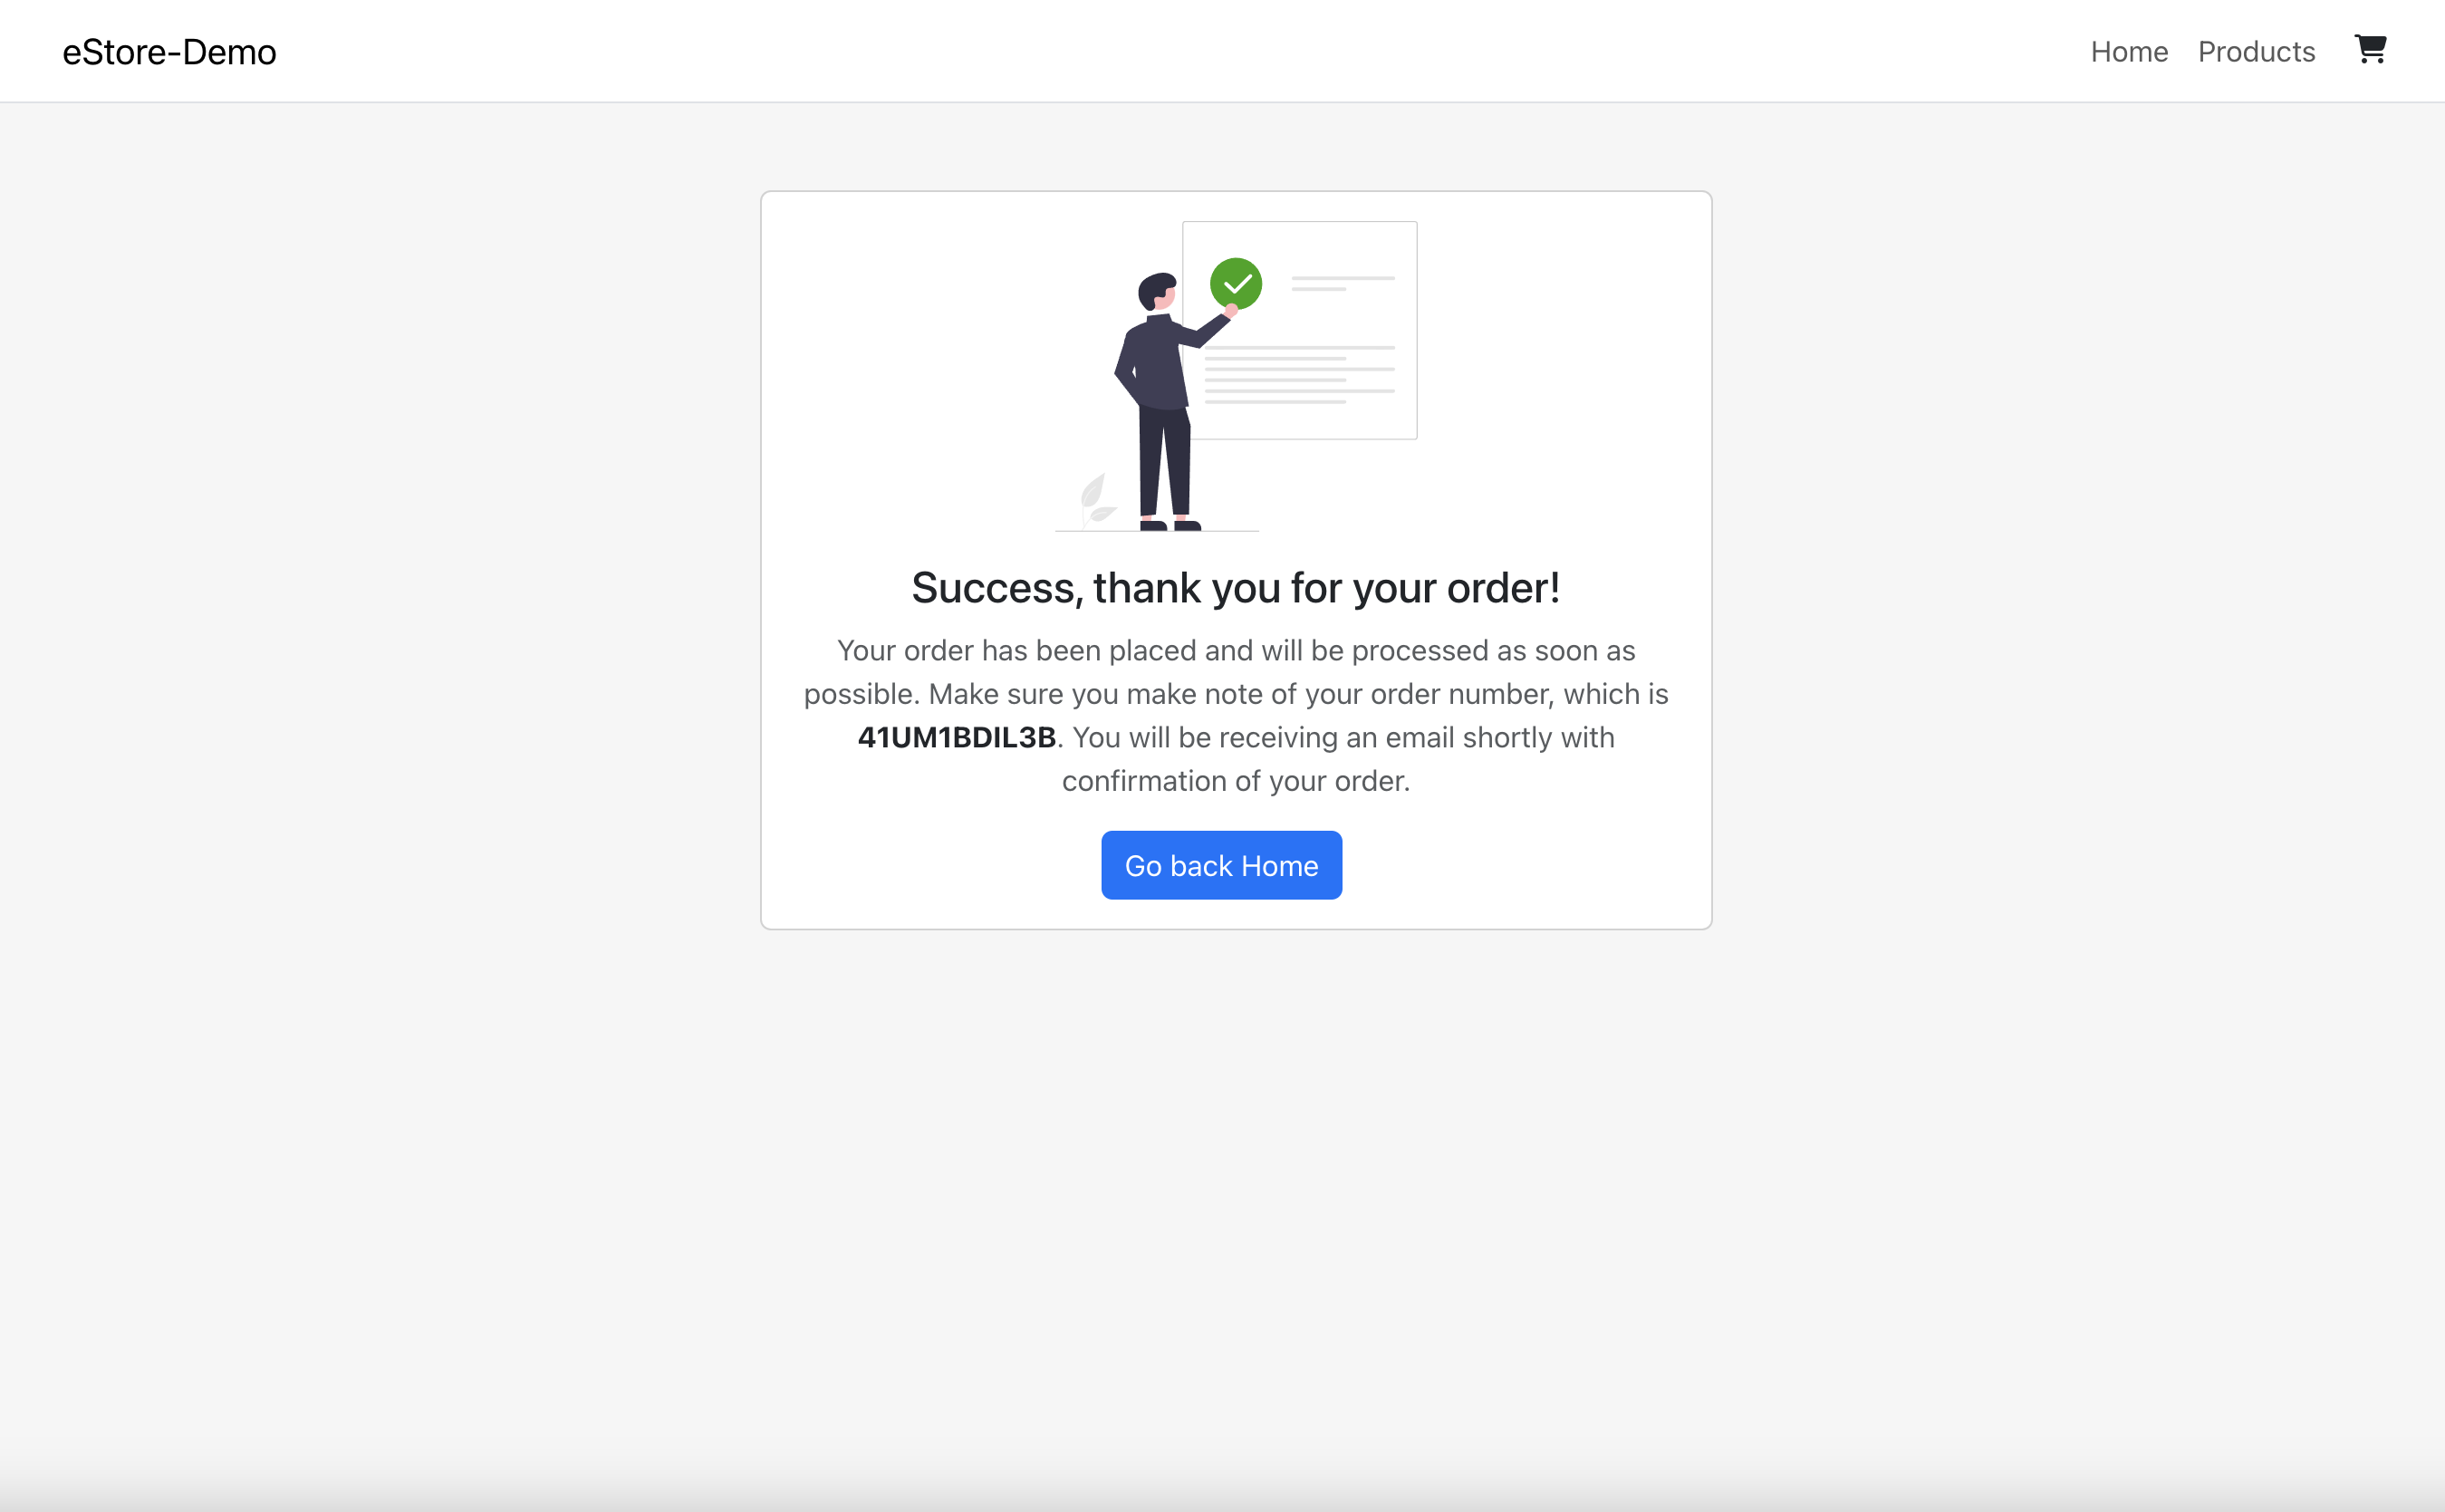 eStore-Demo
Home Products
Success, thank you for your order!
Your order has been placed and will be processed as soon as
possible. Make sure you make note of your order number, which is
41UM1BDIL3B. You will be receiving an email shortly with
confirmation of your order.
Go back Home